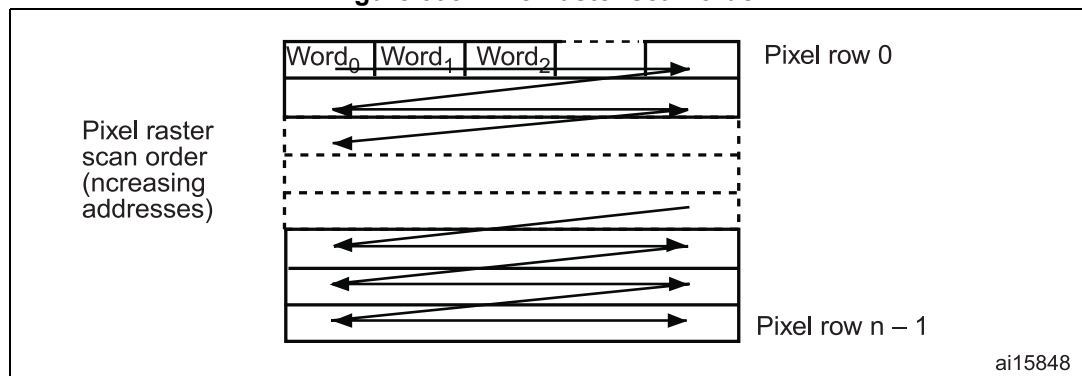 Word0 Word1 Word2
Pixel row 0
Pixel raster
scan order
(ncreasing
addresses)
Pixel row n – 1
ai15848